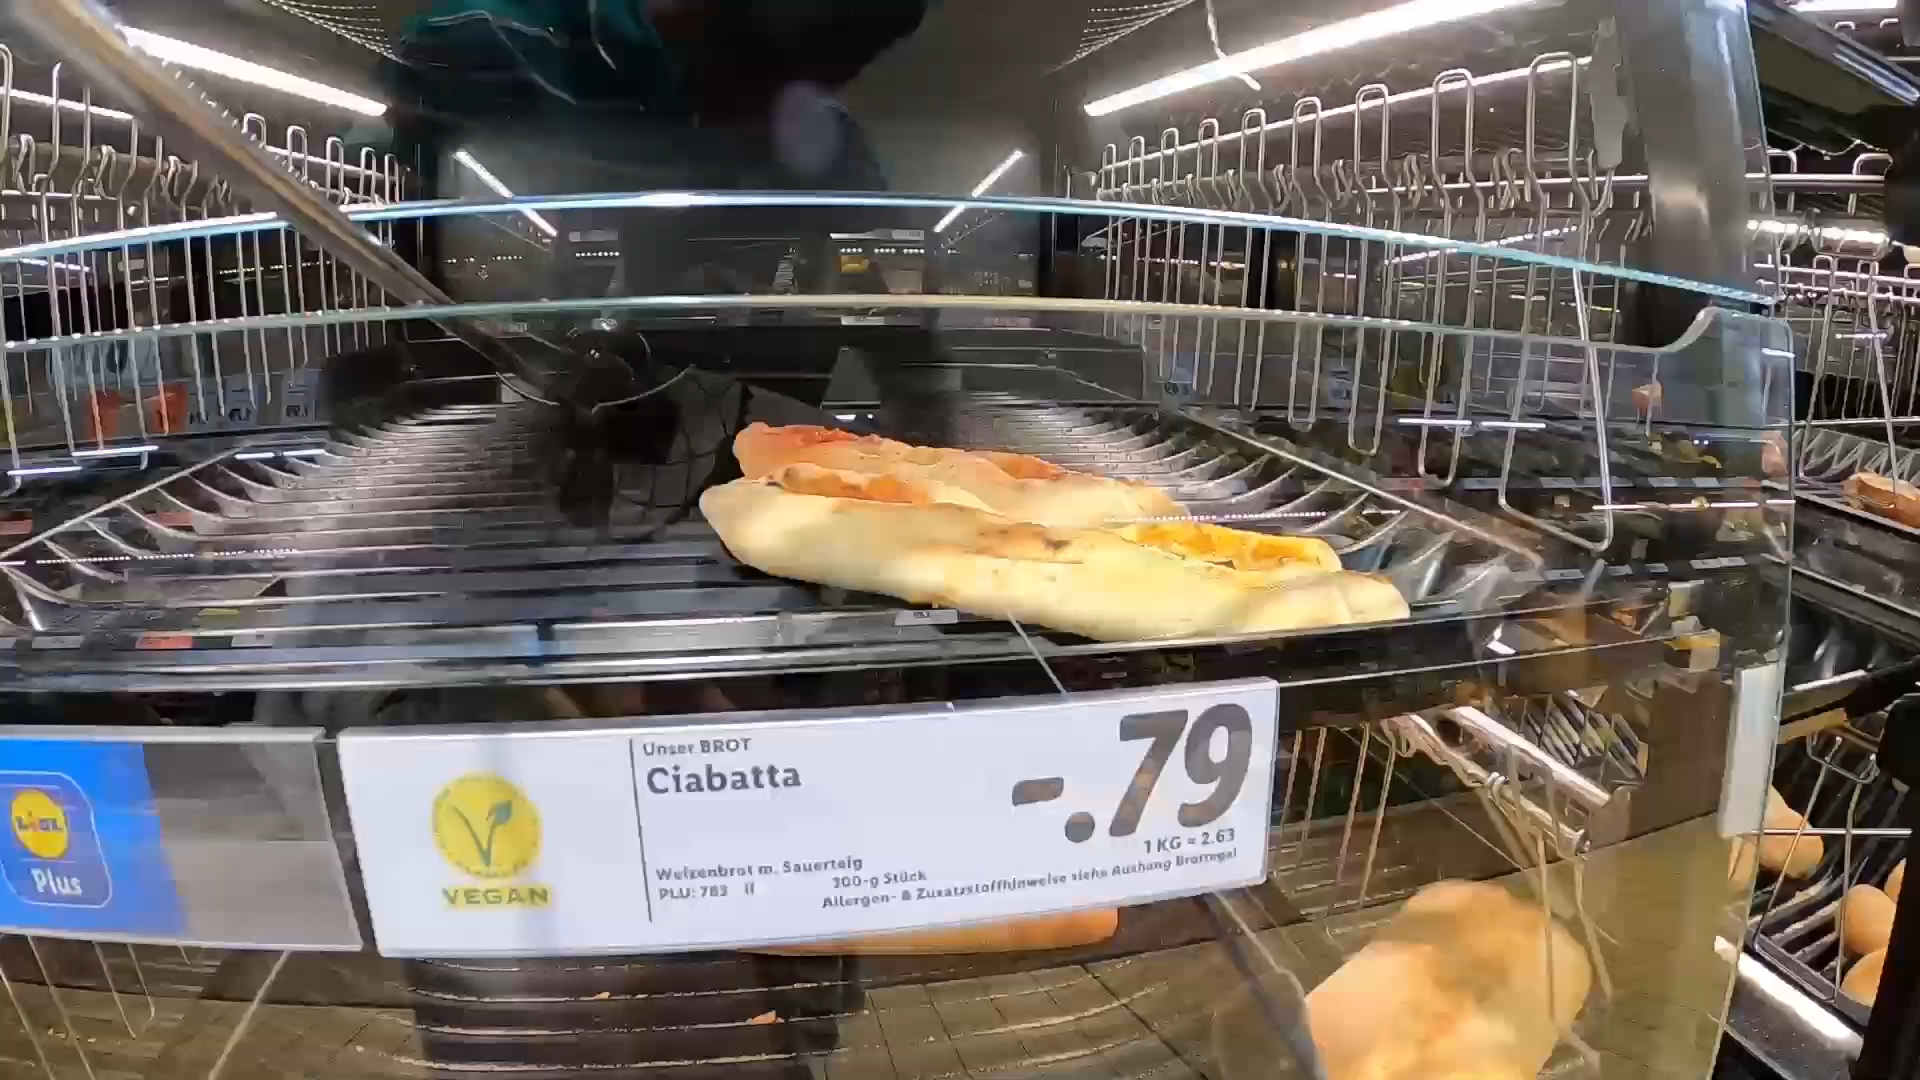 LIDL
Plus
VEGAN
Unser BROT
Ciabatta
-.79
1 KG = 2.63
Weizenbrot m. Sauerteig
PLU: 783 II
300-g Stück
Allergen- & Zusatzstoffhinweise siehe Aushang Brotregal